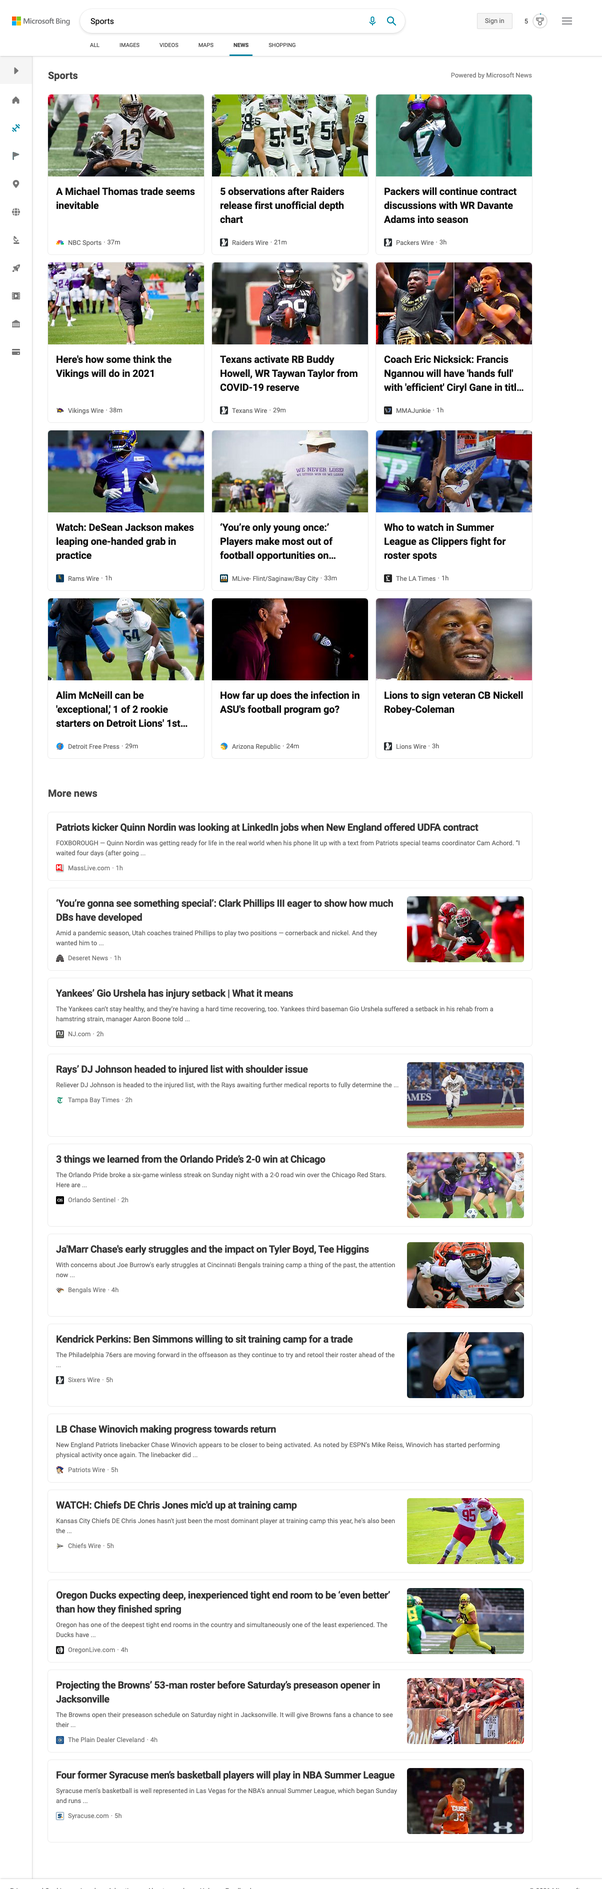 Microsoft Bing
Sports
Sign in
5
ALL IMAGES VIDEOS MAPS NEWS SHOPPING
Sports
Powered by Microsoft News
A Michael Thomas trade seems
inevitable
NBC Sports · 37m
5 observations after Raiders
release first unofficial depth
chart
Raiders Wire · 21m
Packers will continue contract
discussions with WR Davante
Adams into season
Packers Wire · 3h
Here's how some think the
Vikings will do in 2021
Vikings Wire · 38m
Texans activate RB Buddy
Howell, WR Taywan Taylor from
COVID-19 reserve
Texans Wire · 29m
Coach Eric Nicksick: Francis
Ngannou will have 'hands full'
with 'efficient' Ciryl Gane in titl...
MMAJunkie · 1h
Watch: DeSean Jackson makes
leaping one-handed grab in
practice
Rams Wire · 1h
WE NEVER LOSE
'You're only young once:'
Players make most out of
football opportunities on...
MLive- Flint/Saginaw/Bay City · 33m
Who to watch in Summer
League as Clippers fight for
roster spots
The LA Times · 1h
Alim McNeill can be
'exceptional,' 1 of 2 rookie
starters on Detroit Lions' 1st...
Detroit Free Press · 29m
How far up does the infection in
ASU's football program go?
Arizona Republic · 24m
Lions to sign veteran CB Nickell
Robey-Coleman
Lions Wire · 3h
More news
Patriots kicker Quinn Nordin was looking at LinkedIn jobs when New England offered UDFA contract
FOXBOROUGH — Quinn Nordin was getting ready for life in the real world when his phone lit up with a text from Patriots special teams coordinator Cam Achord. "I
waited four days (after going ...
MassLive.com · 1h
'You're gonna see something special': Clark Phillips III eager to show how much
DBs have developed
Amid a pandemic season, Utah coaches trained Phillips to play two positions — cornerback and nickel. And they
wanted him to ...
Deseret News · 1h
Yankees' Gio Urshela has injury setback | What it means
The Yankees can't stay healthy, and they're having a hard time recovering, too. Yankees third baseman Gio Urshela suffered a setback in his rehab from a
hamstring strain, manager Aaron Boone told ...
NJ.com · 2h
Rays' DJ Johnson headed to injured list with shoulder issue
Reliever DJ Johnson is headed to the injured list, with the Rays awaiting further medical reports to fully determine the ...
Tampa Bay Times · 2h
3 things we learned from the Orlando Pride's 2-0 win at Chicago
The Orlando Pride broke a six-game winless streak on Sunday night with a 2-0 road win over the Chicago Red Stars.
Here are ...
Orlando Sentinel · 2h
Ja'Marr Chase's early struggles and the impact on Tyler Boyd, Tee Higgins
With concerns about Joe Burrow's early struggles at Cincinnati Bengals training camp a thing of the past, the attention
now ...
Bengals Wire · 4h
Kendrick Perkins: Ben Simmons willing to sit training camp for a trade
The Philadelphia 76ers are moving forward in the offseason as they continue to try and retool their roster ahead of the
...
Sixers Wire · 5h
LB Chase Winovich making progress towards return
New England Patriots linebacker Chase Winovich appears to be closer to being activated. As noted by ESPN's Mike Reiss, Winovich has started performing
physical activity once again. The linebacker did ...
Patriots Wire · 5h
WATCH: Chiefs DE Chris Jones mic'd up at training camp
Kansas City Chiefs DE Chris Jones hasn't just been the most dominant player at training camp this year, he's also been
the ...
Chiefs Wire · 5h
Oregon Ducks expecting deep, inexperienced tight end room to be 'even better'
than how they finished spring
Oregon has one of the deepest tight end rooms in the country and simultaneously one of the least experienced. The
Ducks have ...
OregonLive.com · 4h
Projecting the Browns' 53-man roster before Saturday's preseason opener in
Jacksonville
The Browns open their preseason schedule on Saturday night in Jacksonville. It will give Browns fans a chance to see
their ...
The Plain Dealer Cleveland · 4h
Four former Syracuse men's basketball players will play in NBA Summer League
Syracuse men's basketball is well represented in Las Vegas for the NBA's annual Summer League, which began Sunday
and runs ...
Syracuse.com · 5h